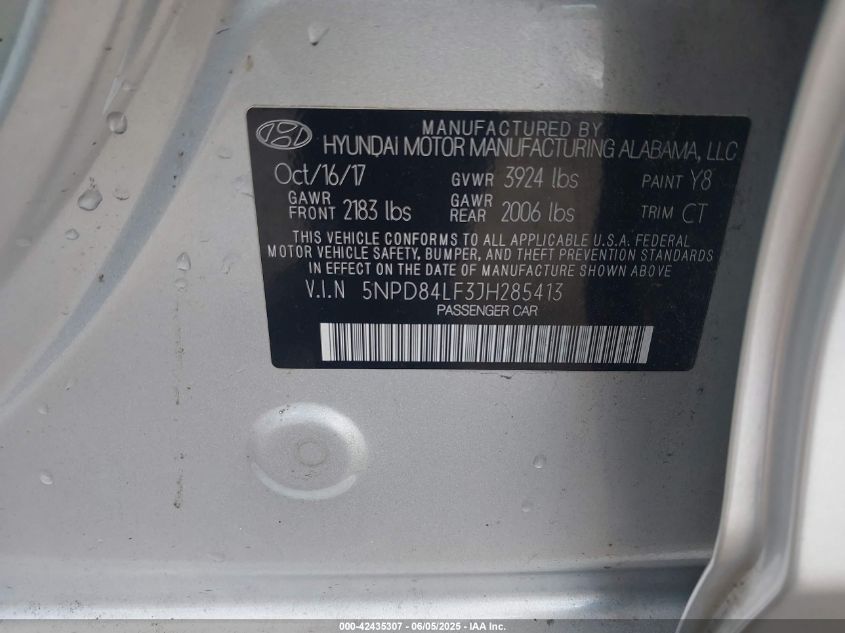 MANUFACTURED BY
HYUNDAI MOTOR MANUFACTURING ALABAMA, LLC
Oct/16/17 GVWR 3924 lbs PAINT Y8
GAWR FRONT 2183 lbs GAWR REAR 2006 lbs TRIM CT
THIS VEHICLE CONFORMS TO ALL APPLICABLE U.S.A. FEDERAL
MOTOR VEHICLE SAFETY, BUMPER, AND THEFT PREVENTION STANDARDS
IN EFFECT ON THE DATE OF MANUFACTURE SHOWN ABOVE
V.I.N 5NPD84LF3JH285413
PASSENGER CAR
000-42435307 - 06/05/2025 - IAA Inc.